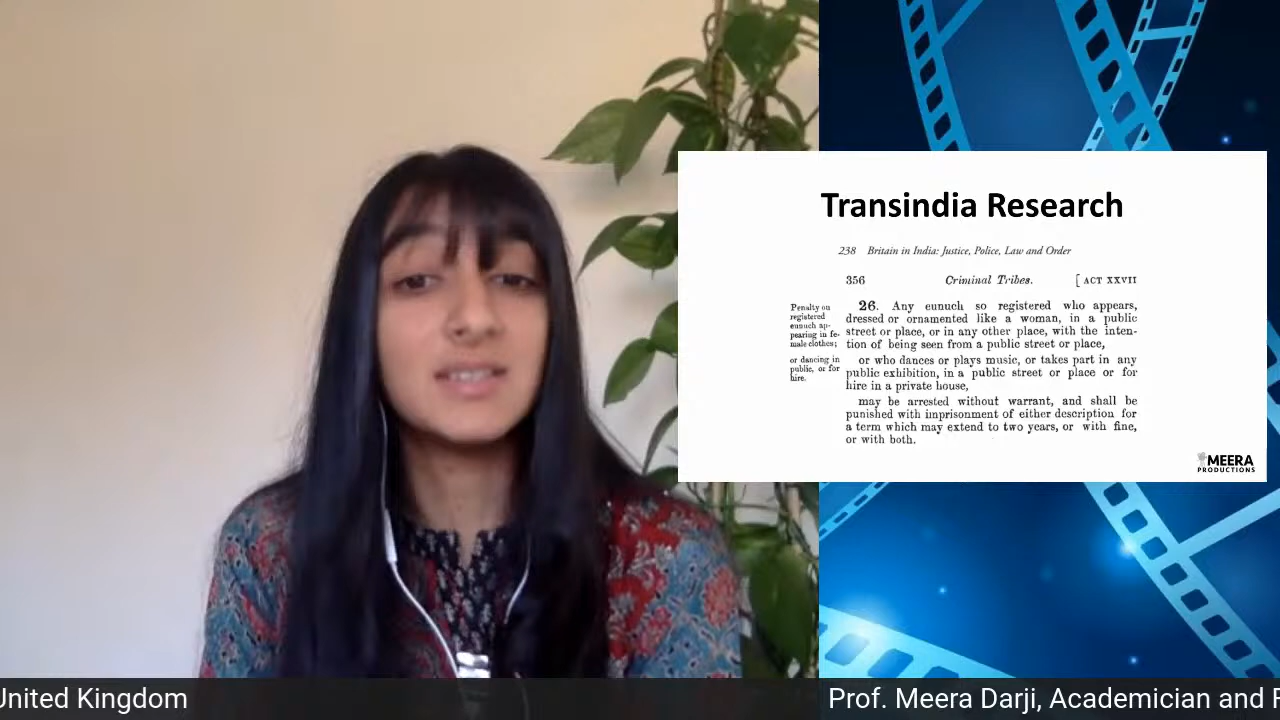 Transindia Research
238 Britain in India: Justice, Police, Law and Order
356 Criminal Tribes. [ ACT XXVII
Penalty on
registered
eunuch ap-
pearing in fe-
male clothes;
26. Any eunuch so registered who appears,
dressed or ornamented like a woman, in a public
street or place, or in any other place, with the inten-
tion of being seen from a public street or place,
or dancing in
public, or for
hire.
or who dances or plays music, or takes part in any
public exhibition, in a public street or place or for
hire in a private house,
may be arrested without warrant, and shall be
punished with imprisonment of either description for
a term which may extend to two years, or with fine,
or with both.
MEERA
PRODUCTIONS
United Kingdom
Prof. Meera Darji, Academician and